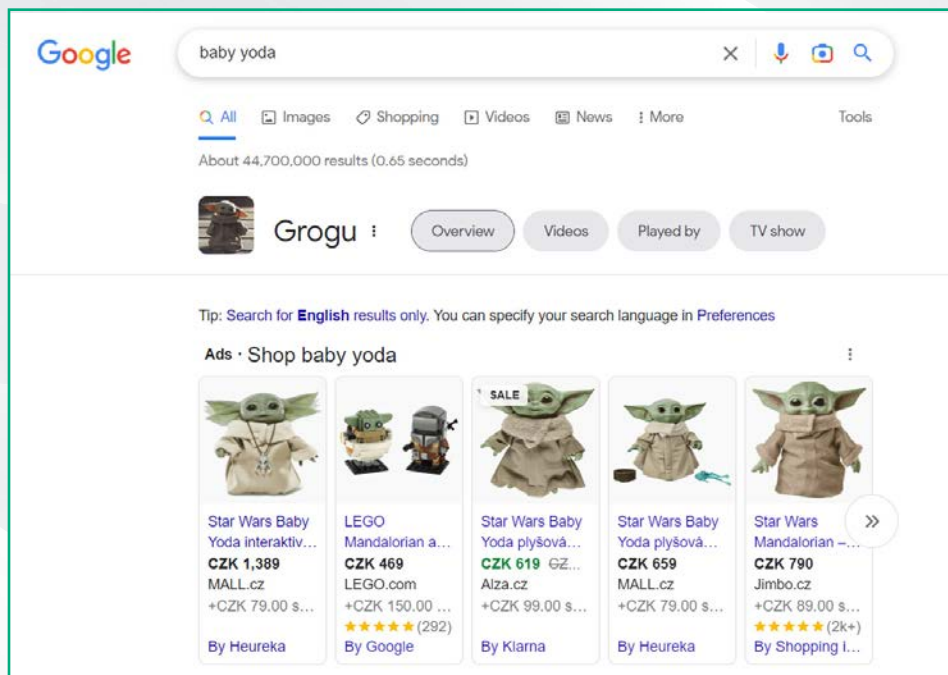 Google
baby yoda
All Images Shopping Videos News More Tools
About 44,700,000 results (0.65 seconds)
Grogu Overview Videos Played by TV show
Tip: Search for English results only. You can specify your search language in Preferences
Ads · Shop baby yoda
SALE
Star Wars Baby
Yoda interaktiv...
CZK 1,389
MALL.cz
+CZK 79.00 s...
By Heureka
LEGO
Mandalorian a...
CZK 469
LEGO.com
+CZK 150.00 ...
(292)
By Google
Star Wars Baby
Yoda plyšová...
CZK 619
Alza.cz
+CZK 99.00 s...
By Klarna
Star Wars Baby
Yoda plyšová...
CZK 659
MALL.cz
+CZK 79.00 s...
By Heureka
Star Wars
Mandalorian –...
CZK 790
Jimbo.cz
+CZK 89.00 s...
(2k+)
By Shopping i...